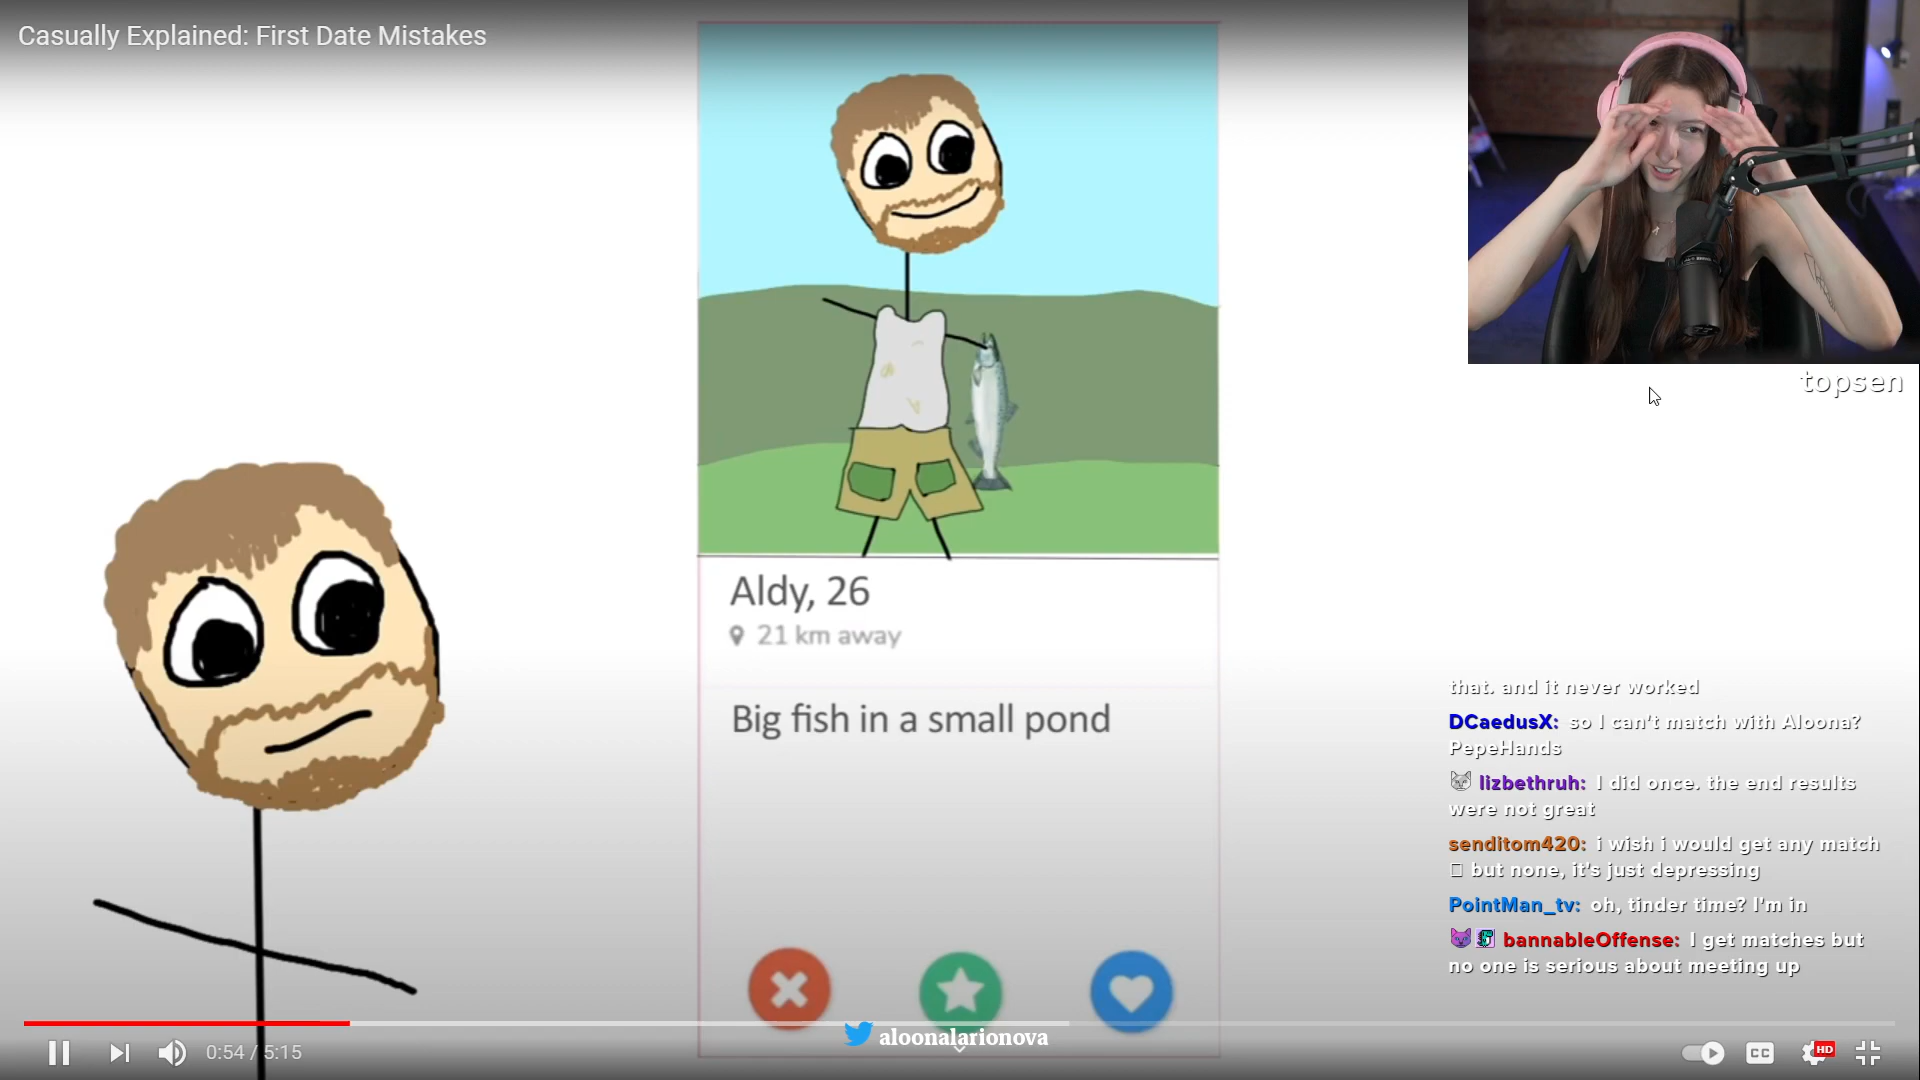 Casually Explained: First Date Mistakes
topsen
Aldy, 26
21 km away
Big fish in a small pond
that. and it never worked
DCaedusX: so I can't match with Aloona?
PepeHands
lizbethruh: I did once. the end results
were not great
senditom420: i wish i would get any match
but none, it's just depressing
PointMan_tv: oh, tinder time? I'm in
bannableOffense: I get matches but
no one is serious about meeting up
aloonalarionova
0:54 / 5:15
CC
HD